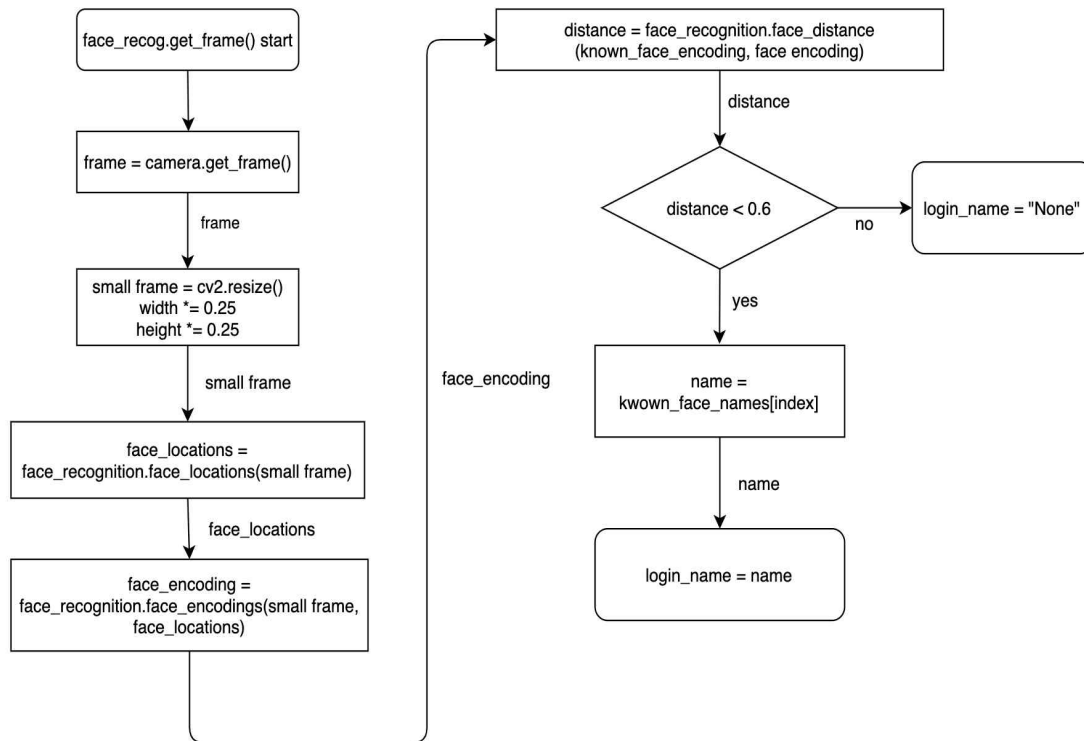 face_recog.get_frame() start
frame = camera.get_frame()
frame
small frame = cv2.resize()
width *= 0.25
height *= 0.25
small frame
face_locations =
face_recognition.face_locations(small frame)
face_locations
face_encoding =
face_recognition.face_encodings(small frame,
face_locations)
face_encoding
distance = face_recognition.face_distance
(known_face_encoding, face encoding)
distance
distance < 0.6
no
login_name = "None"
yes
name =
kwown_face_names[index]
name
login_name = name